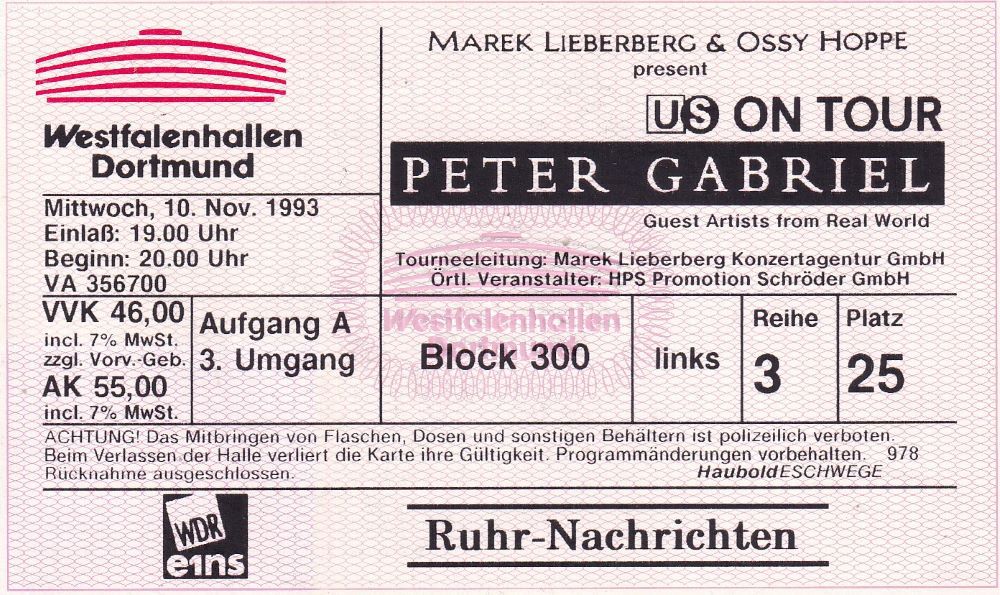 Westfalenhallen
Dortmund
Mittwoch, 10. Nov. 1993
Einlaß: 19.00 Uhr
Beginn: 20.00 Uhr
VA 356700
MAREK LIEBERBERG & OSSY HOPPE
present
US ON TOUR
PETER GABRIEL
Guest Artists from Real World
Tourneeleitung: Marek Lieberberg Konzertagentur GmbH
Örtl. Veranstalter: HPS Promotion Schröder GmbH
VVK 46,00
incl. 7% MwSt.
zzgl. Vorv.-Geb.
AK 55,00
incl. 7% MwSt.
Aufgang A
3. Umgang
Westfalenhallen
Dortmund
Block 300
links
Reihe
3
Platz
25
ACHTUNG! Das Mitbringen von Flaschen, Dosen und sonstigen Behältern ist polizeilich verboten.
Beim Verlassen der Halle verliert die Karte ihre Gültigkeit. Programmänderungen vorbehalten. 978
Rücknahme ausgeschlossen. HauboldESCHWEGE
WDR
eins
Ruhr-Nachrichten